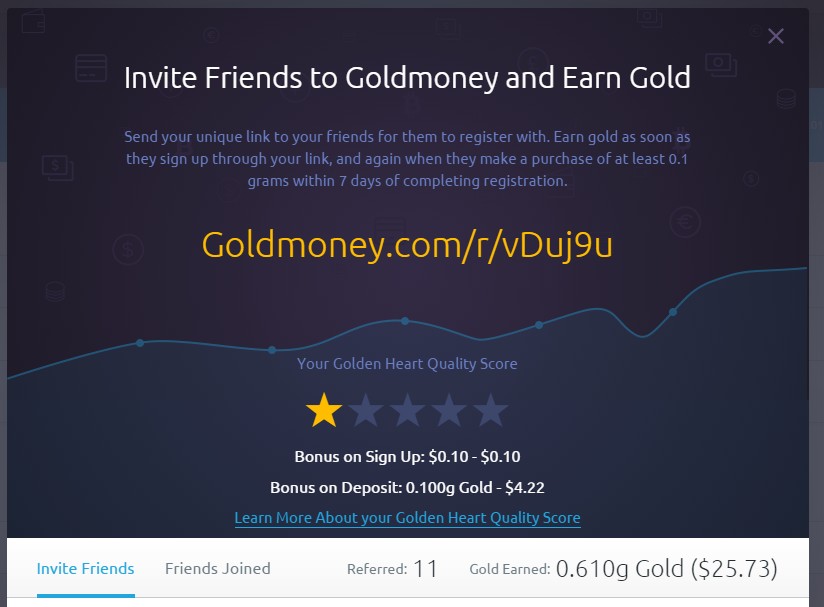 Invite Friends to Goldmoney and Earn Gold
Send your unique link to your friends for them to register with. Earn gold as soon as
they sign up through your link, and again when they make a purchase of at least 0.1
grams within 7 days of completing registration.
Goldmoney.com/r/vDuj9u
Your Golden Heart Quality Score
Bonus on Sign Up: $0.10 - $0.10
Bonus on Deposit: 0.100g Gold - $4.22
Learn More About your Golden Heart Quality Score
Invite Friends Friends Joined Referred: 11 Gold Earned: 0.610g Gold ($25.73)